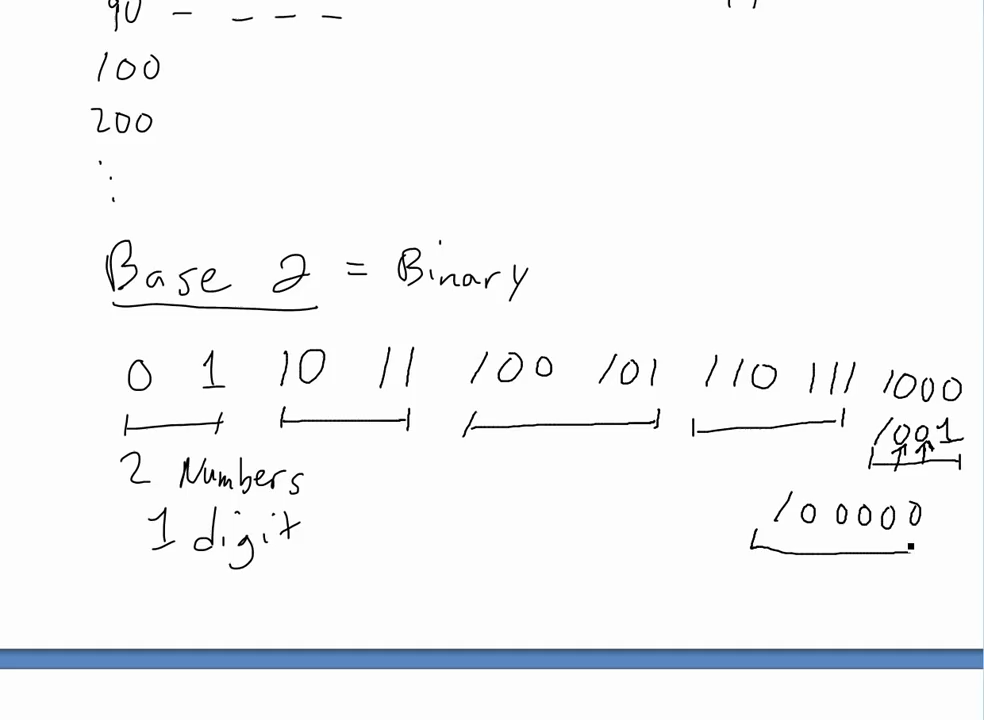 90 - - - -
100
200
Base 2 = Binary
0 1 10 11 100 101 110 111 1000
1001
2 Numbers
1 digit
100000